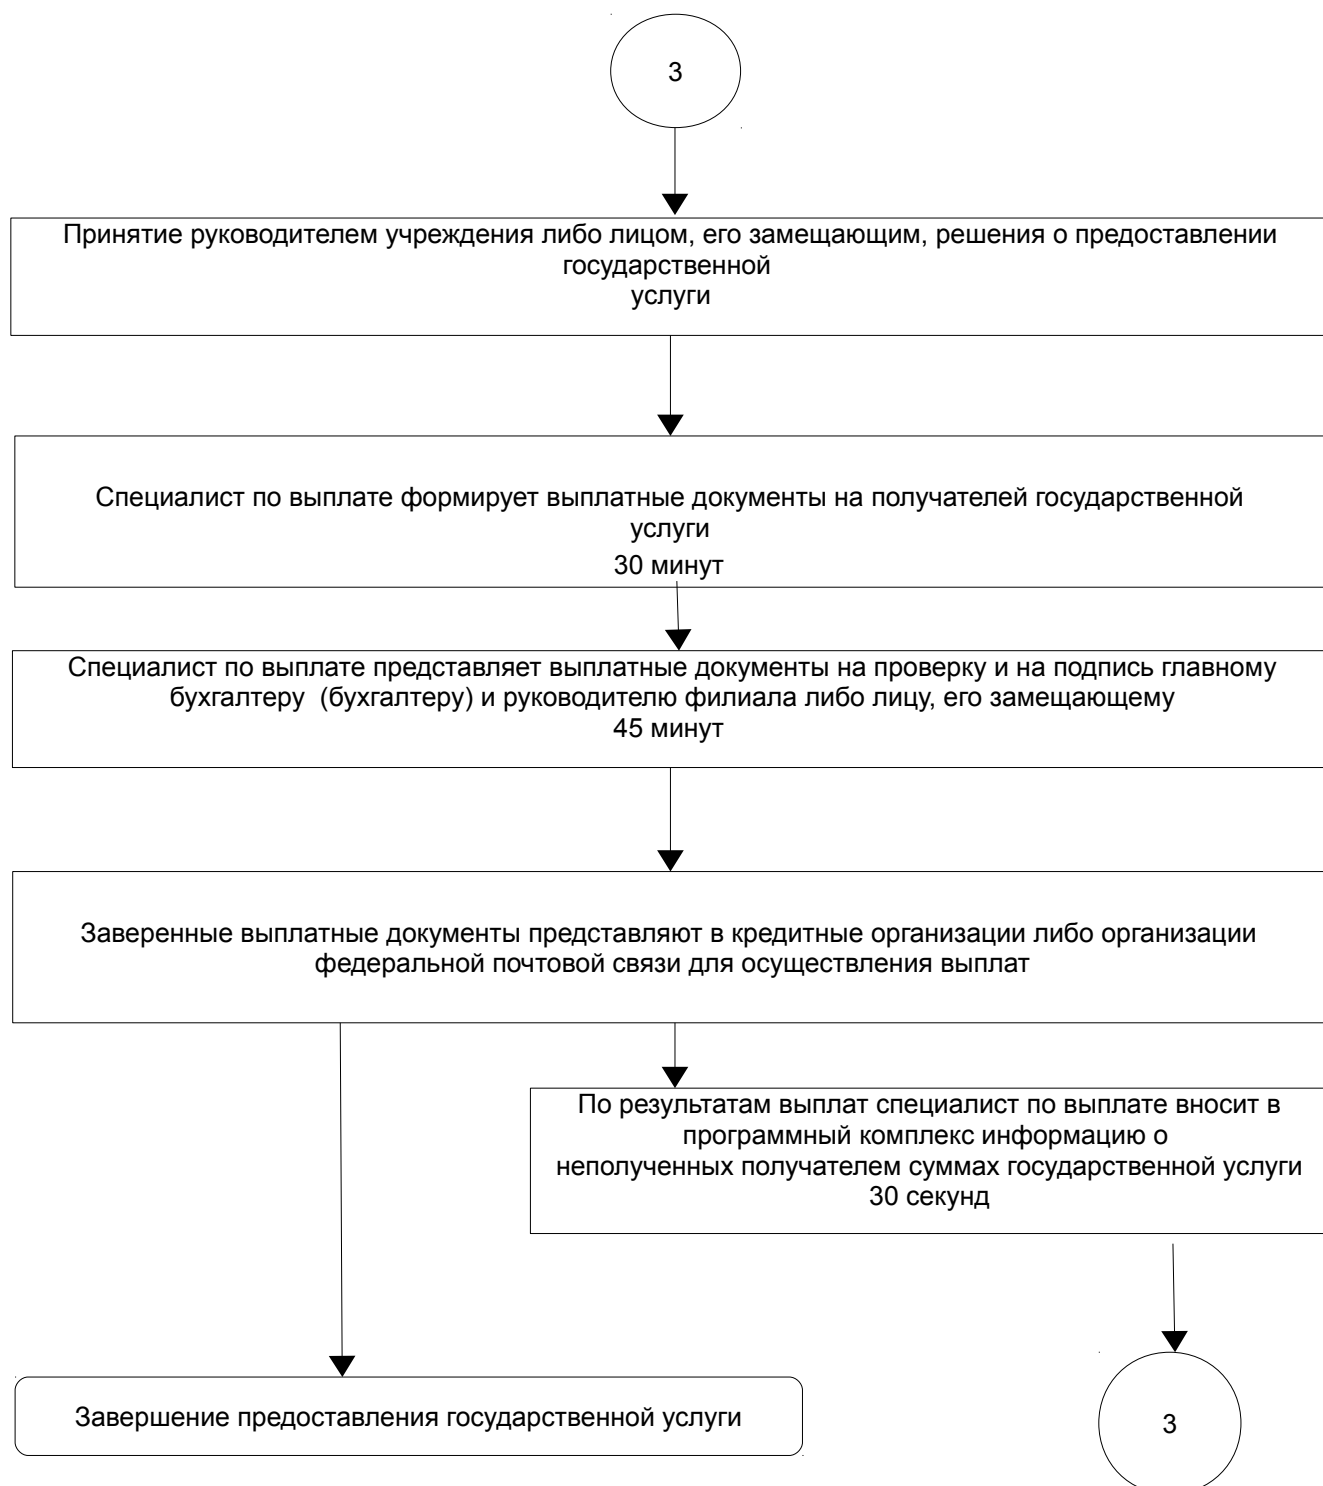 3
Принятие руководителем учреждения либо лицом, его замещающим, решения о предоставлении
государственной
услуги
Специалист по выплате формирует выплатные документы на получателей государственной
услуги
30 минут
Специалист по выплате представляет выплатные документы на проверку и на подпись главному
бухгалтеру  (бухгалтеру) и руководителю филиала либо лицу, его замещающему
45 минут
Заверенные выплатные документы представляют в кредитные организации либо организации
федеральной почтовой связи для осуществления выплат
По результатам выплат специалист по выплате вносит в
программный комплекс информацию о
неполученных получателем суммах государственной услуги
30 секунд
Завершение предоставления государственной услуги
3